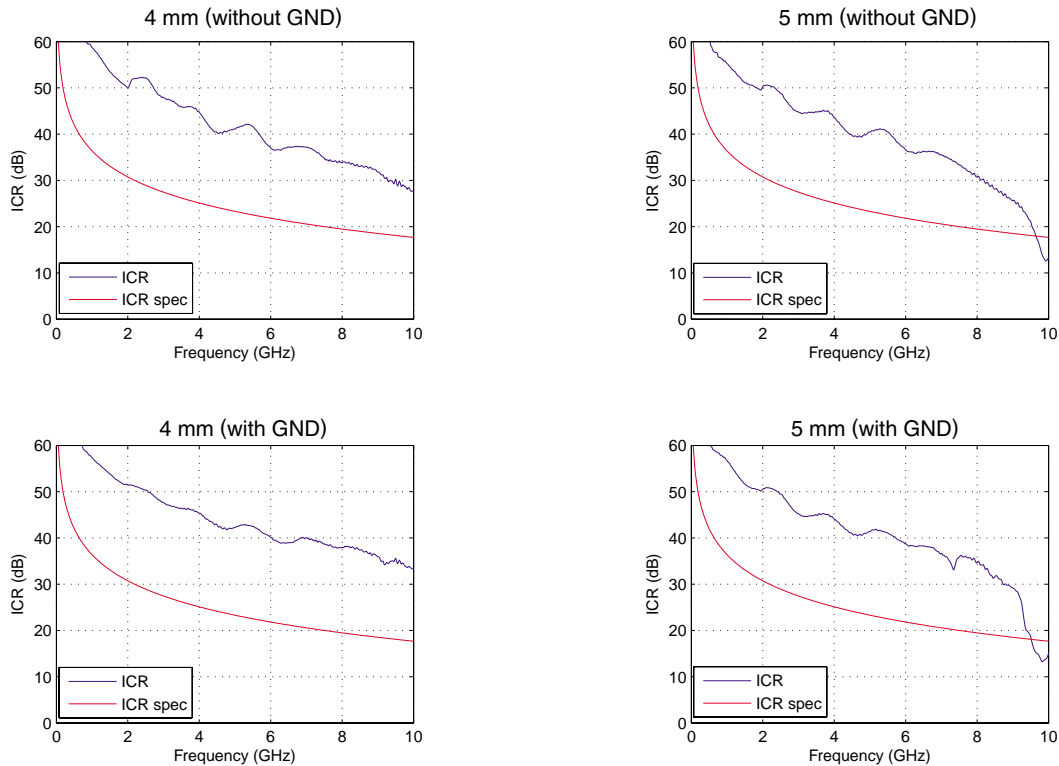 4 mm (without GND)
60
50
40
30
20
10
0
ICR (dB)
ICR
ICR spec
0 2 4 6 8 10
Frequency (GHz)
5 mm (without GND)
60
50
40
30
20
10
0
ICR (dB)
ICR
ICR spec
0 2 4 6 8 10
Frequency (GHz)
4 mm (with GND)
60
50
40
30
20
10
0
ICR (dB)
ICR
ICR spec
0 2 4 6 8 10
Frequency (GHz)
5 mm (with GND)
60
50
40
30
20
10
0
ICR (dB)
ICR
ICR spec
0 2 4 6 8 10
Frequency (GHz)